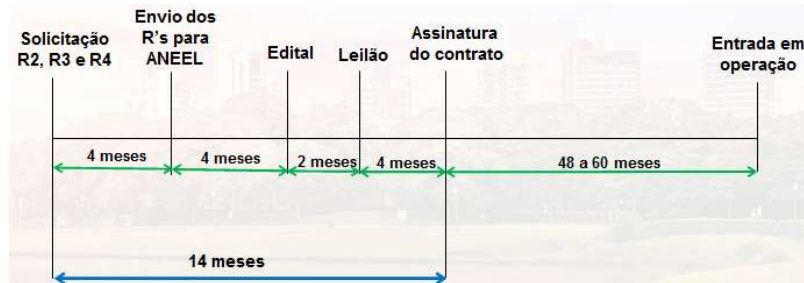 Solicitação
R2, R3 e R4
Envio dos
R's para
ANEEL
Edital
Leilão
Assinatura
do contrato
Entrada em
operação
4 meses
4 meses
2 meses
4 meses
48 a 60 meses
14 meses